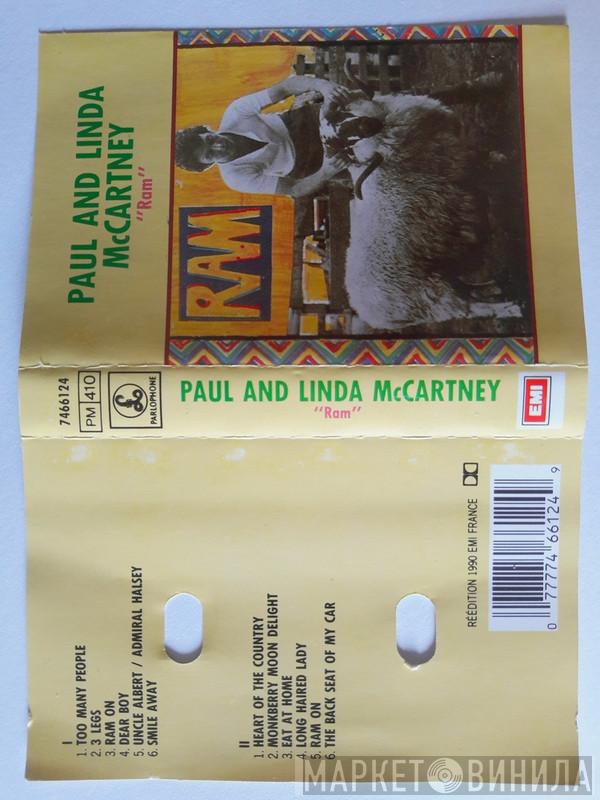 PAUL AND LINDA
McCARTNEY
"Ram"
RAM
7466124
PM 410
PARLOPHONE
PAUL AND LINDA McCARTNEY
"Ram"
EMI
I
1. TOO MANY PEOPLE
2. 3 LEGS
3. RAM ON
4. DEAR BOY
5. UNCLE ALBERT / ADMIRAL HALSEY
6. SMILE AWAY
II
1. HEART OF THE COUNTRY
2. MONKBERRY MOON DELIGHT
3. EAT AT HOME
4. LONG HAIRED LADY
5. RAM ON
6. THE BACK SEAT OF MY CAR
RÉÉDITION 1990 EMI FRANCE
0 77774 66124 9
МАРКЕТ ВИНИЛА